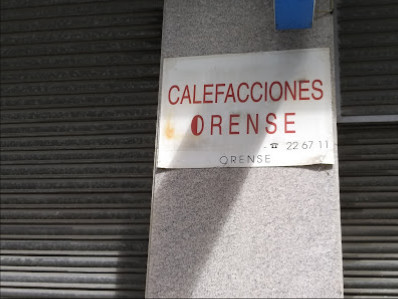 CALEFACCIONES
ORENSE
- ☎ 22 67 11
ORENSE